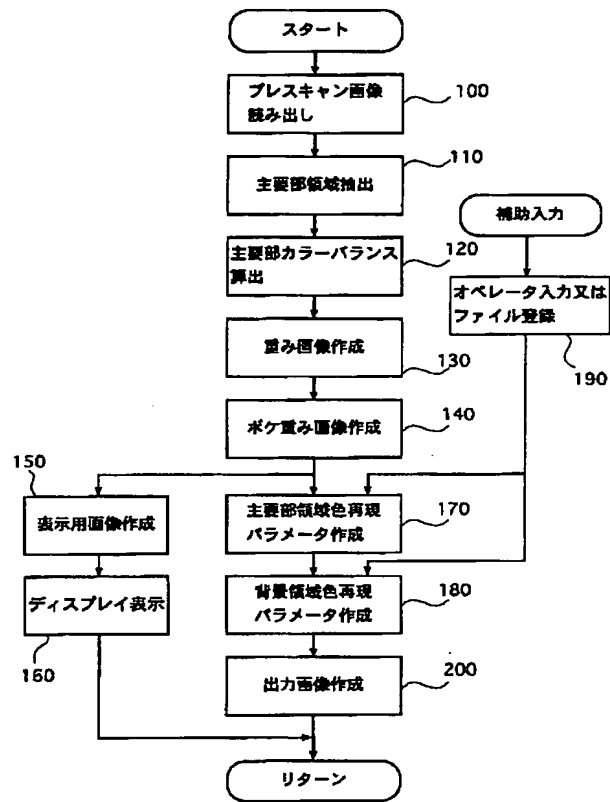 スタート
プレスキャン画像
読み出し
100
主要部領域抽出
110
補助入力
主要部カラーバランス
算出
120
オペレータ入力又は
ファイル登録
190
重み画像作成
130
ボケ重み画像作成
140
150
表示用画像作成
主要部領域色再現
パラメータ作成
170
ディスプレイ表示
160
背景領域色再現
パラメータ作成
180
出力画像作成
200
リターン